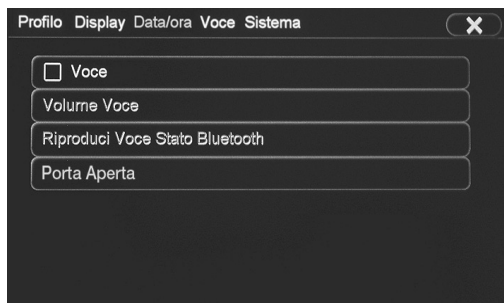 Profilo Display Data/ora Voce Sistema
Voce
Volume Voce
Riproduci Voce Stato Bluetooth
Porta Aperta